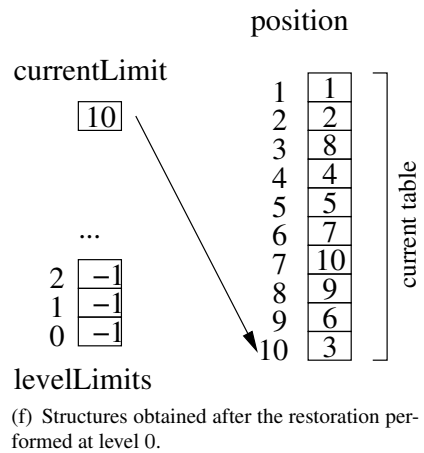 position
currentLimit
10
1 1
2 2
3 8
4 4
5 5
6 7
7 10
8 9
9 6
10 3
current table
...
2 −1
1 −1
0 −1
levelLimits
(f) Structures obtained after the restoration per-
formed at level 0.